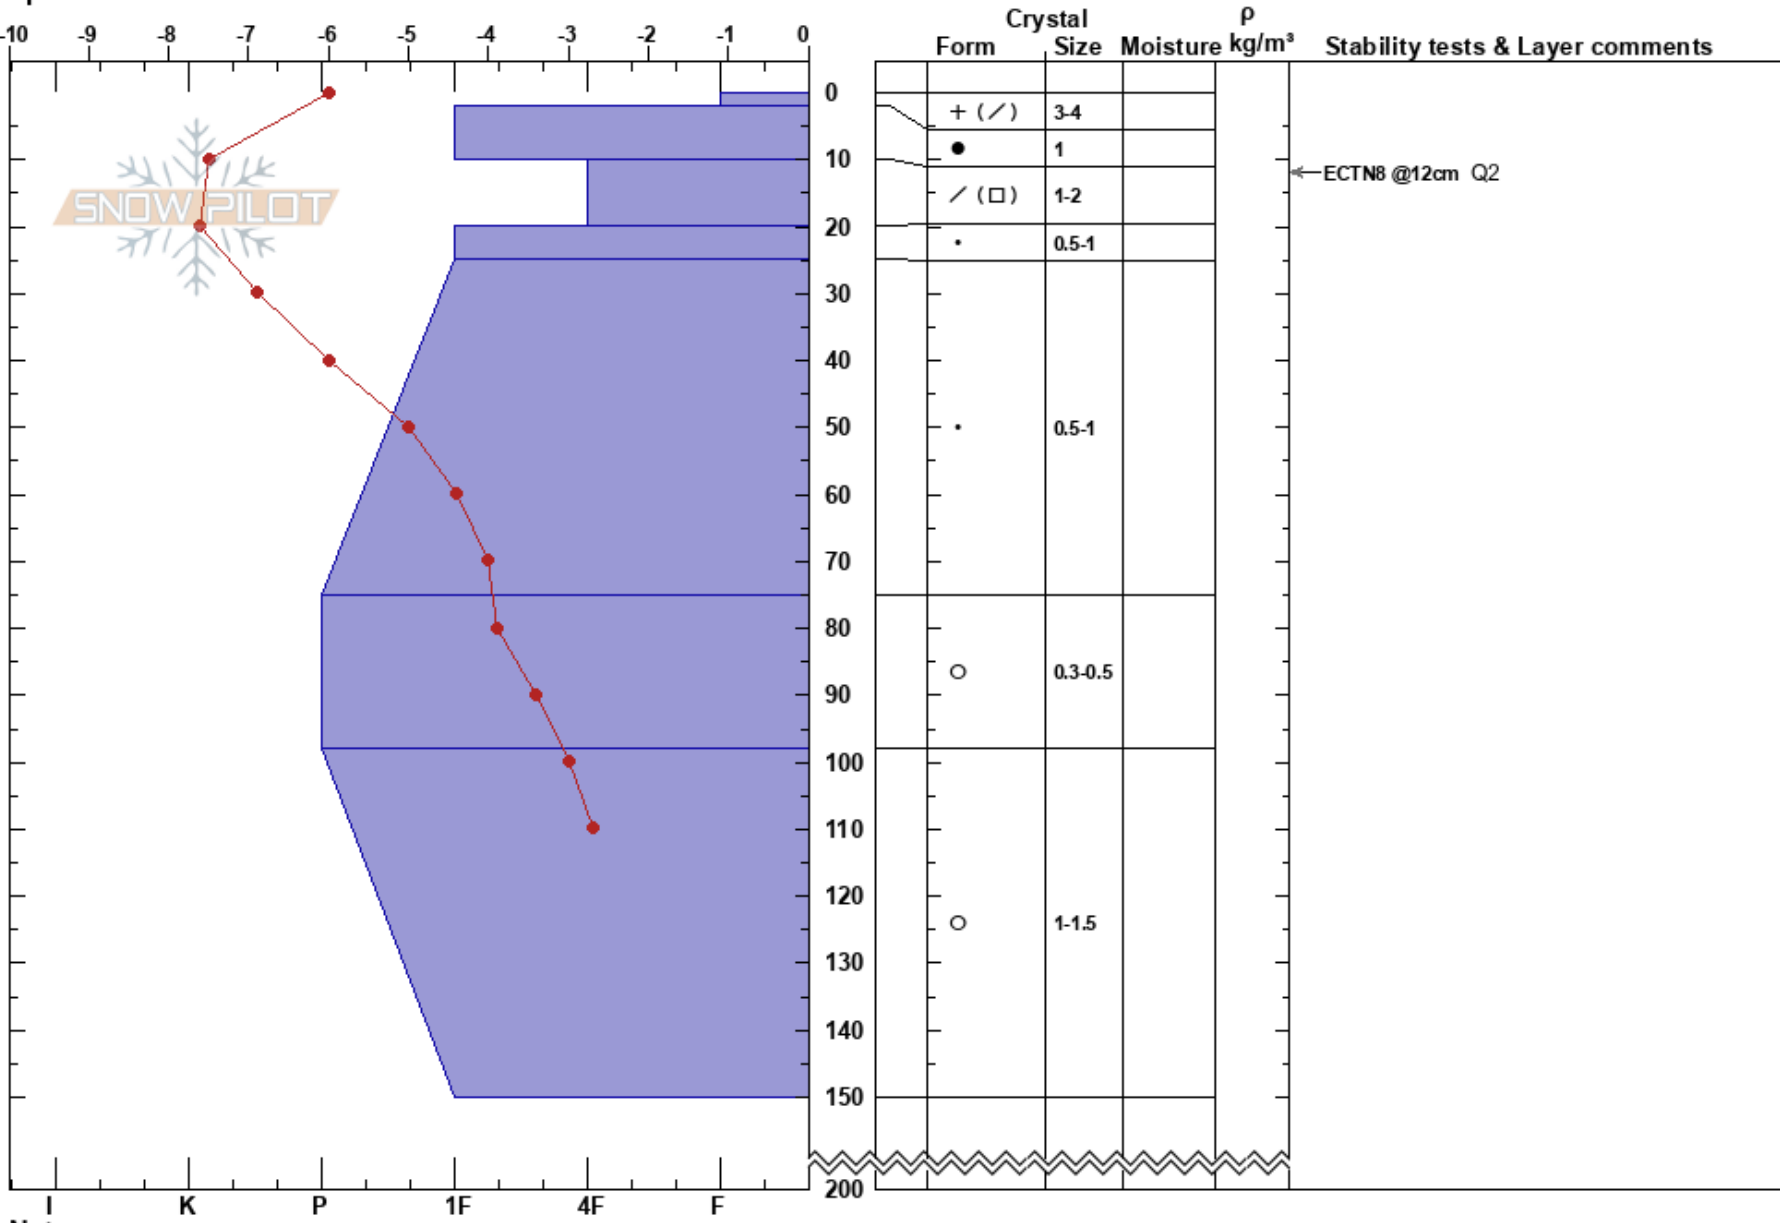 Crystal ρ
-10 -9 -8 -7 -6 -5 -4 -3 -2 -1 0 Form Size Moisture kg/m³ Stability tests & Layer comments
0
+ (/) 3-4
● 1
10
ECTN8 @12cm Q2
SNOW PILOT
/ (□) 1-2
20
• 0.5-1
30
40
50 • 0.5-1
60
70
80
○ 0.3-0.5
90
100
110
120
○ 1-1.5
130
140
150
200
I K P 1F 4F F